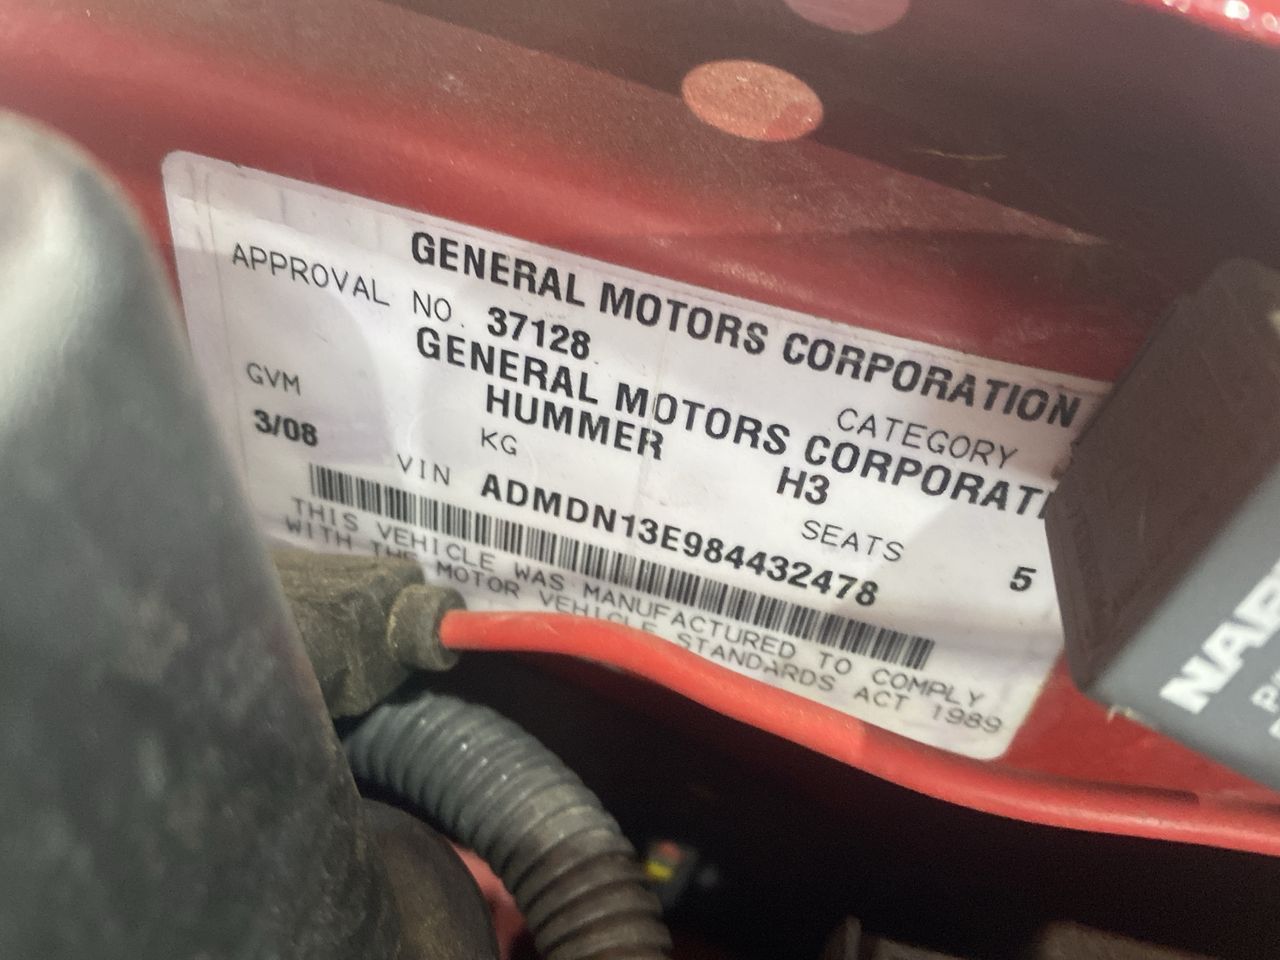 GENERAL MOTORS CORPORATION
APPROVAL NO. 37128 CATEGORY
GENERAL MOTORS CORPORATI
HUMMER H3
GVM KG SEATS 5
3/08 VIN ADMDN13E984432478
THIS VEHICLE WAS MANUFACTURED TO COMPLY
WITH THE MOTOR VEHICLE STANDARDS ACT 1989